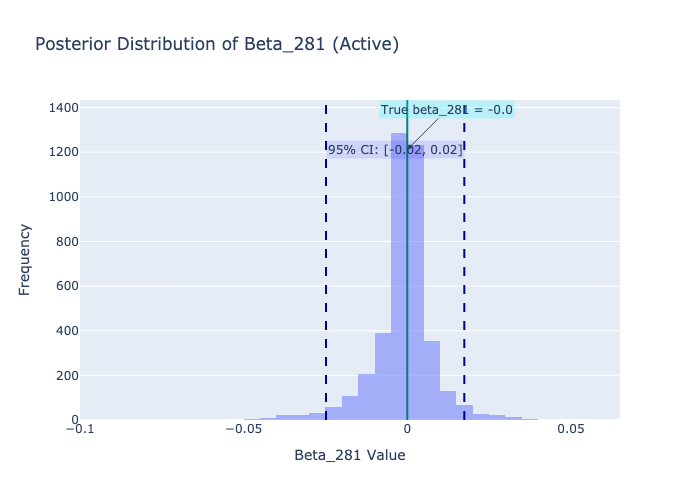 Posterior Distribution of Beta_281 (Active)
1400
1200
1000
800
600
400
200
0
Frequency
True beta_281 = -0.0
95% CI: [-0.02, 0.02]
−0.1
−0.05
0
0.05
Beta_281 Value